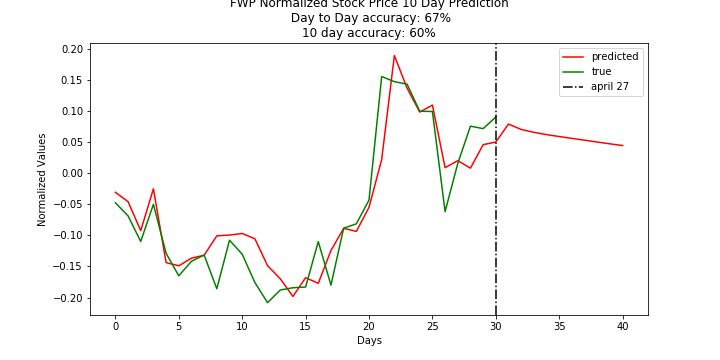 FWP Normalized Stock Price 10 Day Prediction
Day to Day accuracy: 67%
10 day accuracy: 60%
predicted
true
april 27
Normalized Values
0.20
0.15
0.10
0.05
0.00
−0.05
−0.10
−0.15
−0.20
0 5 10 15 20 25 30 35 40
Days